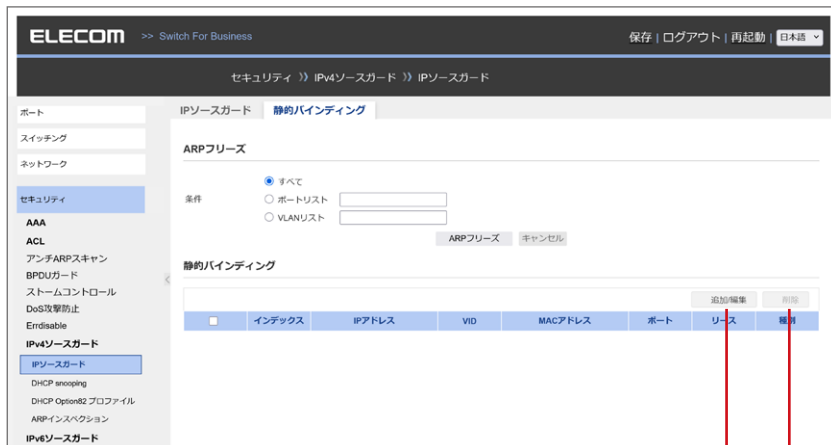 ELECOM >> Switch For Business 保存 | ログアウト | 再起動 | 日本語
セキュリティ 》 IPv4ソースガード 》 IPソースガード
ポート
スイッチング
ネットワーク
セキュリティ
AAA
ACL
アンチARPスキャン
BPDUガード
ストームコントロール
DoS攻撃防止
Errdisable
IPv4ソースガード
IPソースガード
DHCP snooping
DHCP Option82 プロファイル
ARPインスペクション
IPv6ソースガード
IPソースガード 静的バインディング
ARPフリーズ
条件
すべて
ポートリスト
VLANリスト
ARPフリーズ キャンセル
静的バインディング
追加/編集 削除
インデックス IPアドレス VID MACアドレス ポート リース 種別